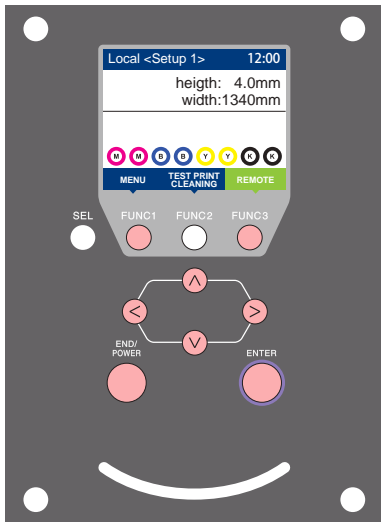 Local <Setup 1> 12:00
heigth: 4.0mm
width:1340mm
M M B B Y Y K K
MENU TEST PRINT CLEANING REMOTE
SEL FUNC1 FUNC2 FUNC3
END/
POWER
ENTER